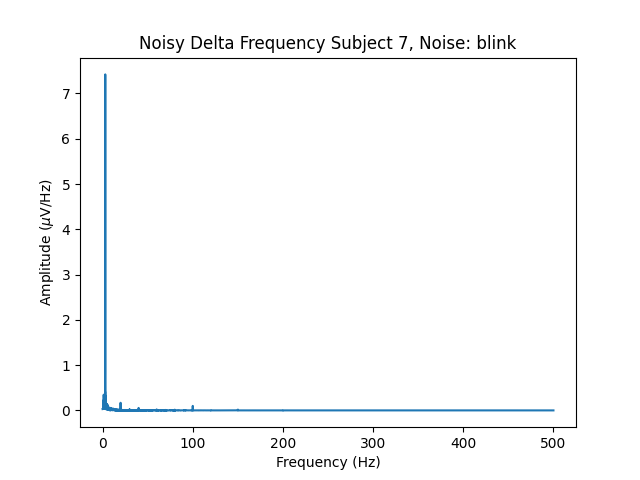 Noisy Delta Frequency Subject 7, Noise: blink
Amplitude (μV/Hz)
7
6
5
4
3
2
1
0
0 100 200 300 400 500
Frequency (Hz)